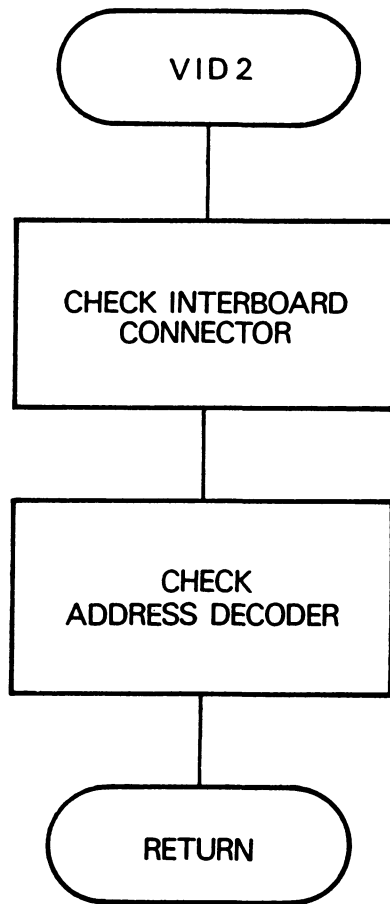 VID2
CHECK INTERBOARD
CONNECTOR
CHECK
ADDRESS DECODER
RETURN